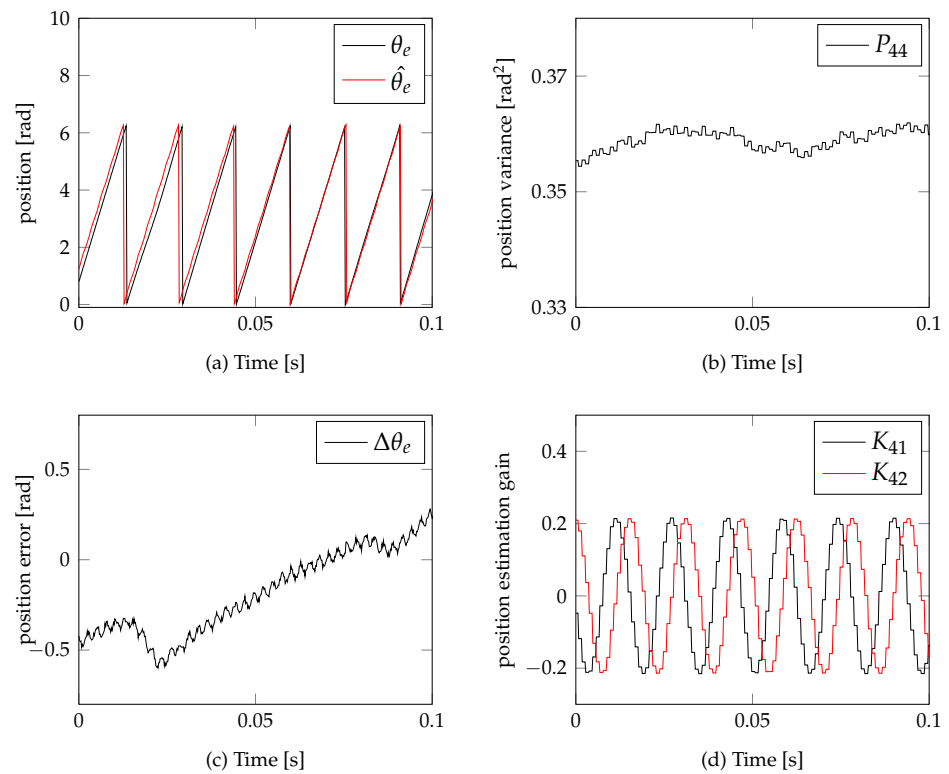 10
8
6
4
2
0
position [rad]
θ_e
θ̂_e
0
0.05
0.1
(a) Time [s]
0.37
0.35
0.33
position variance [rad²]
P₄₄
0
0.05
0.1
(b) Time [s]
0.5
0
−0.5
position error [rad]
Δθ_e
0
0.05
0.1
(c) Time [s]
0.4
0.2
0
−0.2
position estimation gain
K₄₁
K₄₂
0
0.05
0.1
(d) Time [s]